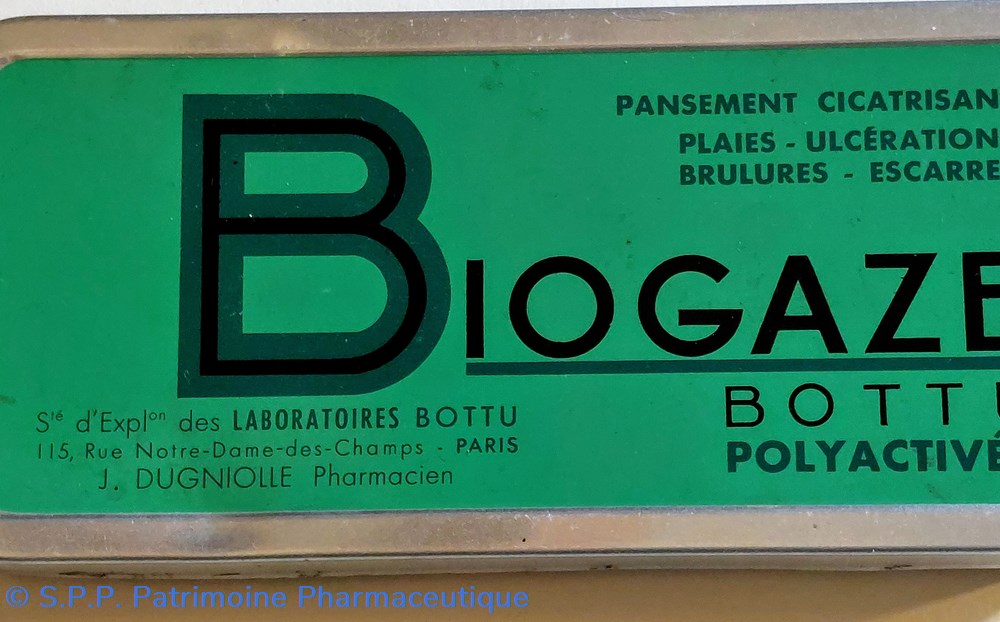 PANSEMENT CICATRISAN
PLAIES - ULCÉRATION
BRULURES - ESCARRE
BIOGAZE
BOTTU
POLYACTIVÉ
Sté d'Explon des LABORATOIRES BOTTU
115, Rue Notre-Dame-des-Champs - PARIS
J. DUGNIOLLE Pharmacien
© S.P.P. Patrimoine Pharmaceutique